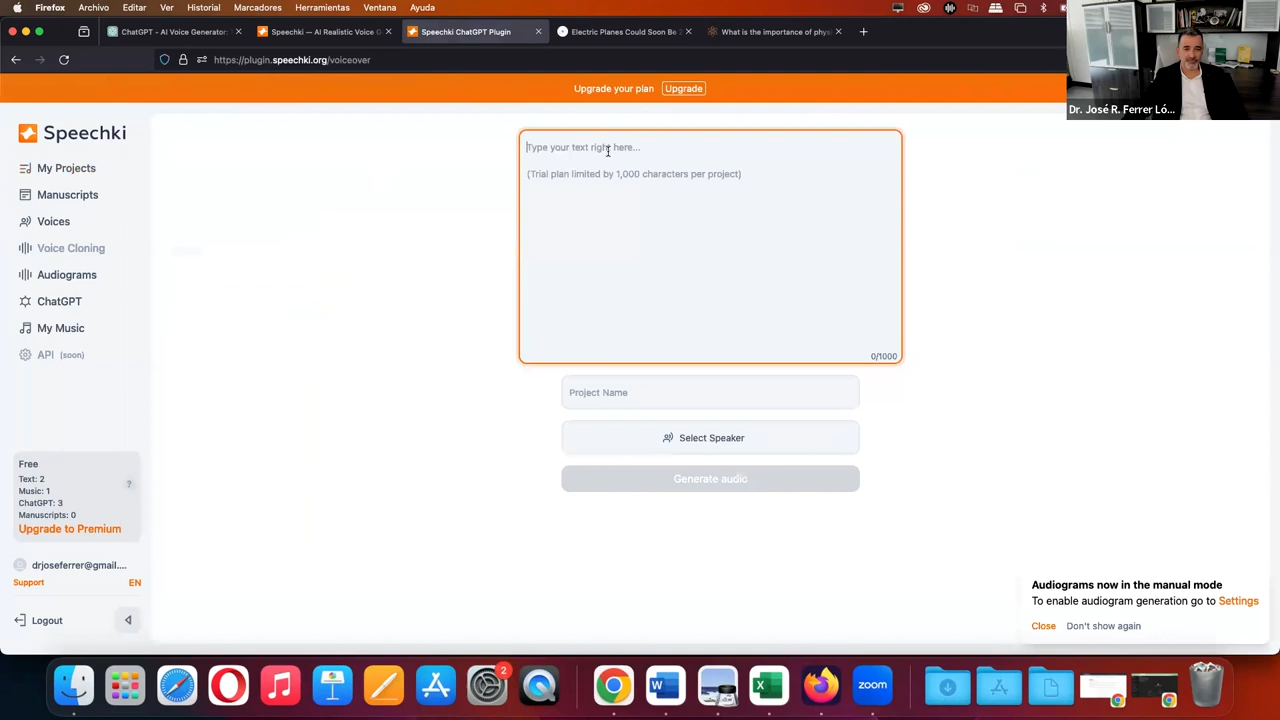 Firefox Archivo Editar Ver Historial Marcadores Herramientas Ventana Ayuda
ChatGPT - AI Voice Generator:
Speechki — AI Realistic Voice G
Speechki ChatGPT Plugin
Electric Planes Could Soon Be
What is the importance of phys
https://plugin.speechki.org/voiceover
Upgrade your plan Upgrade
Dr. José R. Ferrer Ló...
Speechki
My Projects
Manuscripts
Voices
Voice Cloning
Audiograms
ChatGPT
My Music
API (soon)
Type your text right here...
(Trial plan limited by 1,000 characters per project)
0/1000
Project Name
Select Speaker
Generate audio
Free
Text: 2
Music: 1
ChatGPT: 3
Manuscripts: 0
?
Upgrade to Premium
drjoseferrer@gmail....
Support EN
Logout
Audiograms now in the manual mode
To enable audiogram generation go to Settings
Close Don't show again
2
zoom